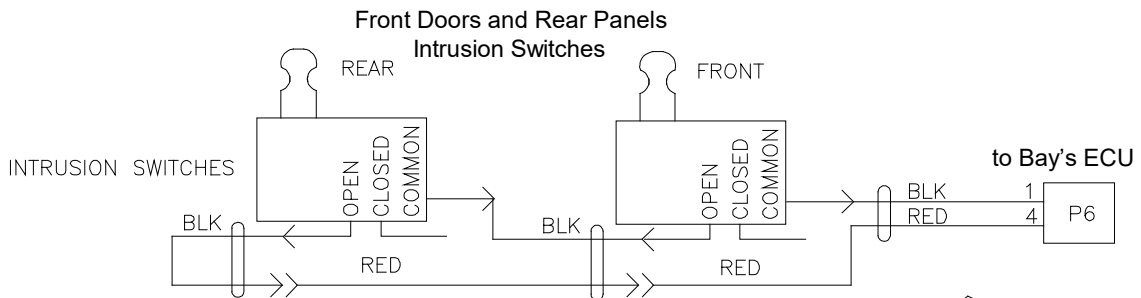 Front Doors and Rear Panels
Intrusion Switches
REAR
FRONT
INTRUSION SWITCHES
OPEN
CLOSED
COMMON
OPEN
CLOSED
COMMON
to Bay's ECU
BLK
1
RED
4
P6
BLK
BLK
RED
RED